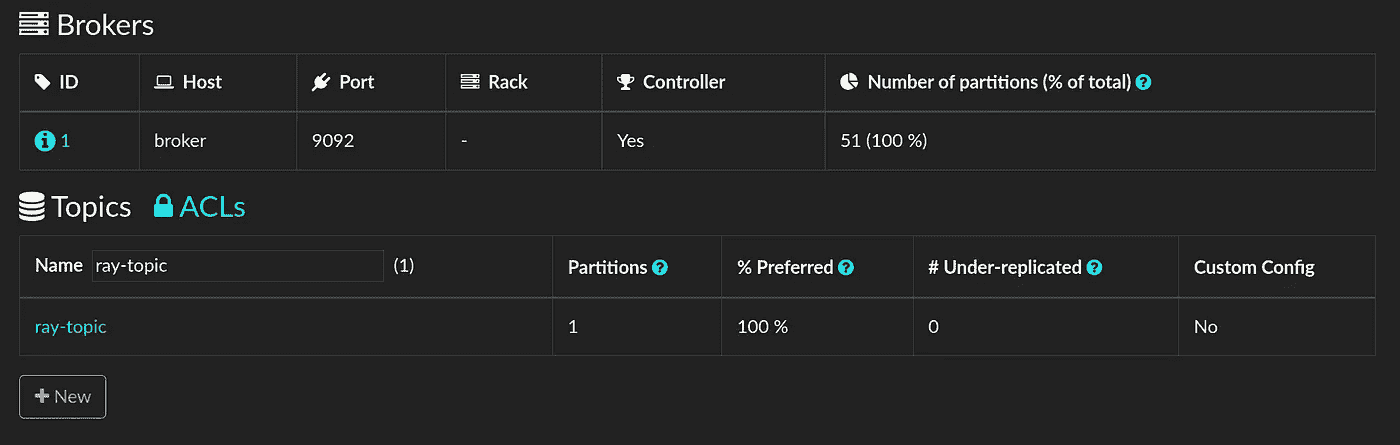 Brokers
ID Host Port Rack Controller Number of partitions (% of total) ?
i 1 broker 9092 - Yes 51 (100 %)
Topics ACLs
Name ray-topic (1) Partitions ? % Preferred ? # Under-replicated ? Custom Config
ray-topic 1 100 % 0 No
+ New